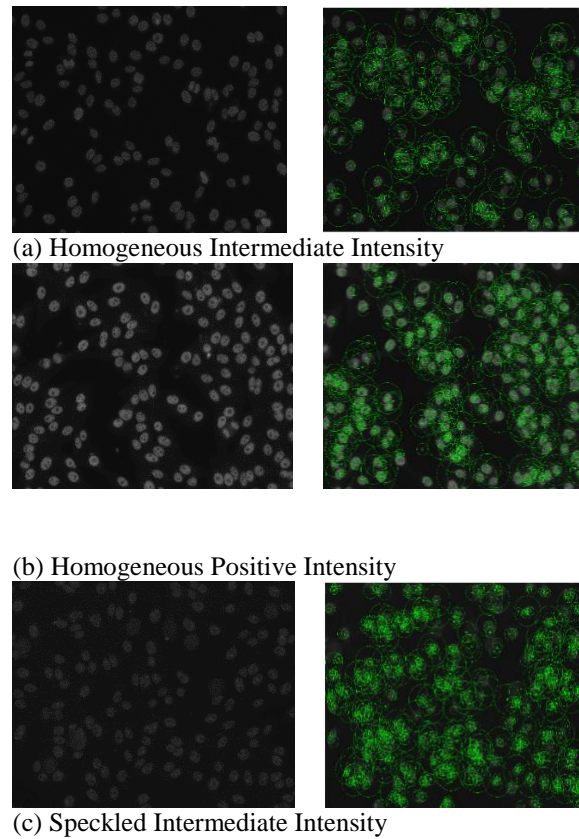 (a) Homogeneous Intermediate Intensity
(b) Homogeneous Positive Intensity
(c) Speckled Intermediate Intensity